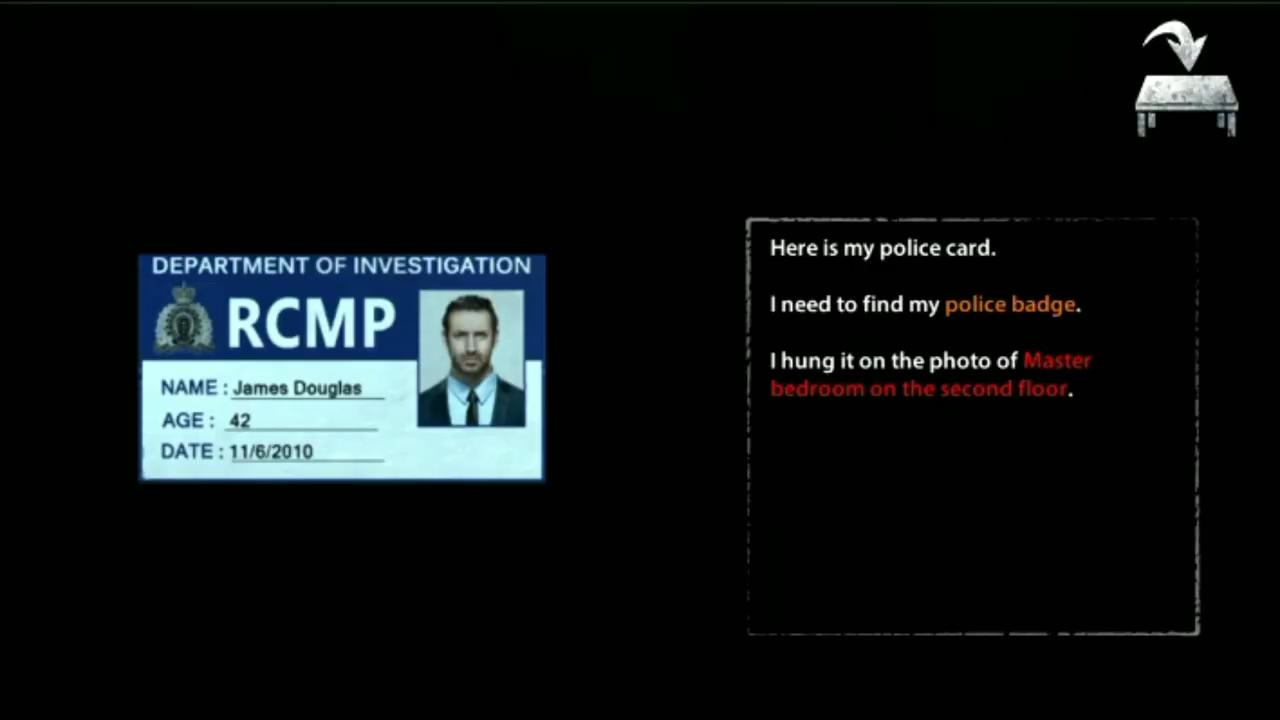 DEPARTMENT OF INVESTIGATION
RCMP
NAME : James Douglas
AGE : 42
DATE : 11/6/2010
Here is my police card.
I need to find my police badge.
I hung it on the photo of Master
bedroom on the second floor.